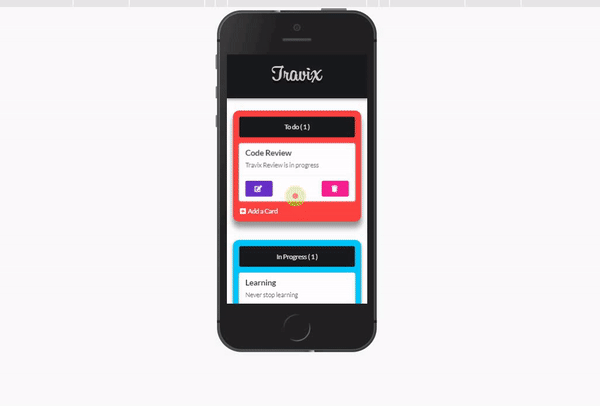 Travix
To do ( 1 )
Code Review
Travix Review is in progress
Add a Card
In Progress ( 1 )
Learning
Never stop learning